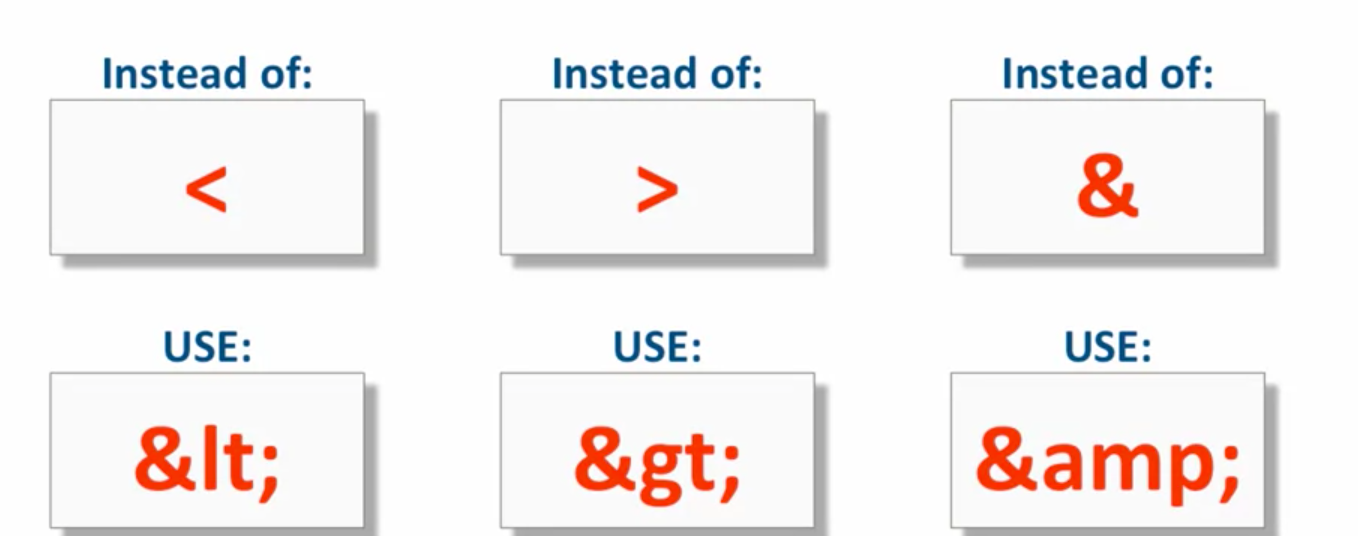 Instead of: Instead of: Instead of:
< > &
USE: USE: USE:
&lt; &gt; &amp;